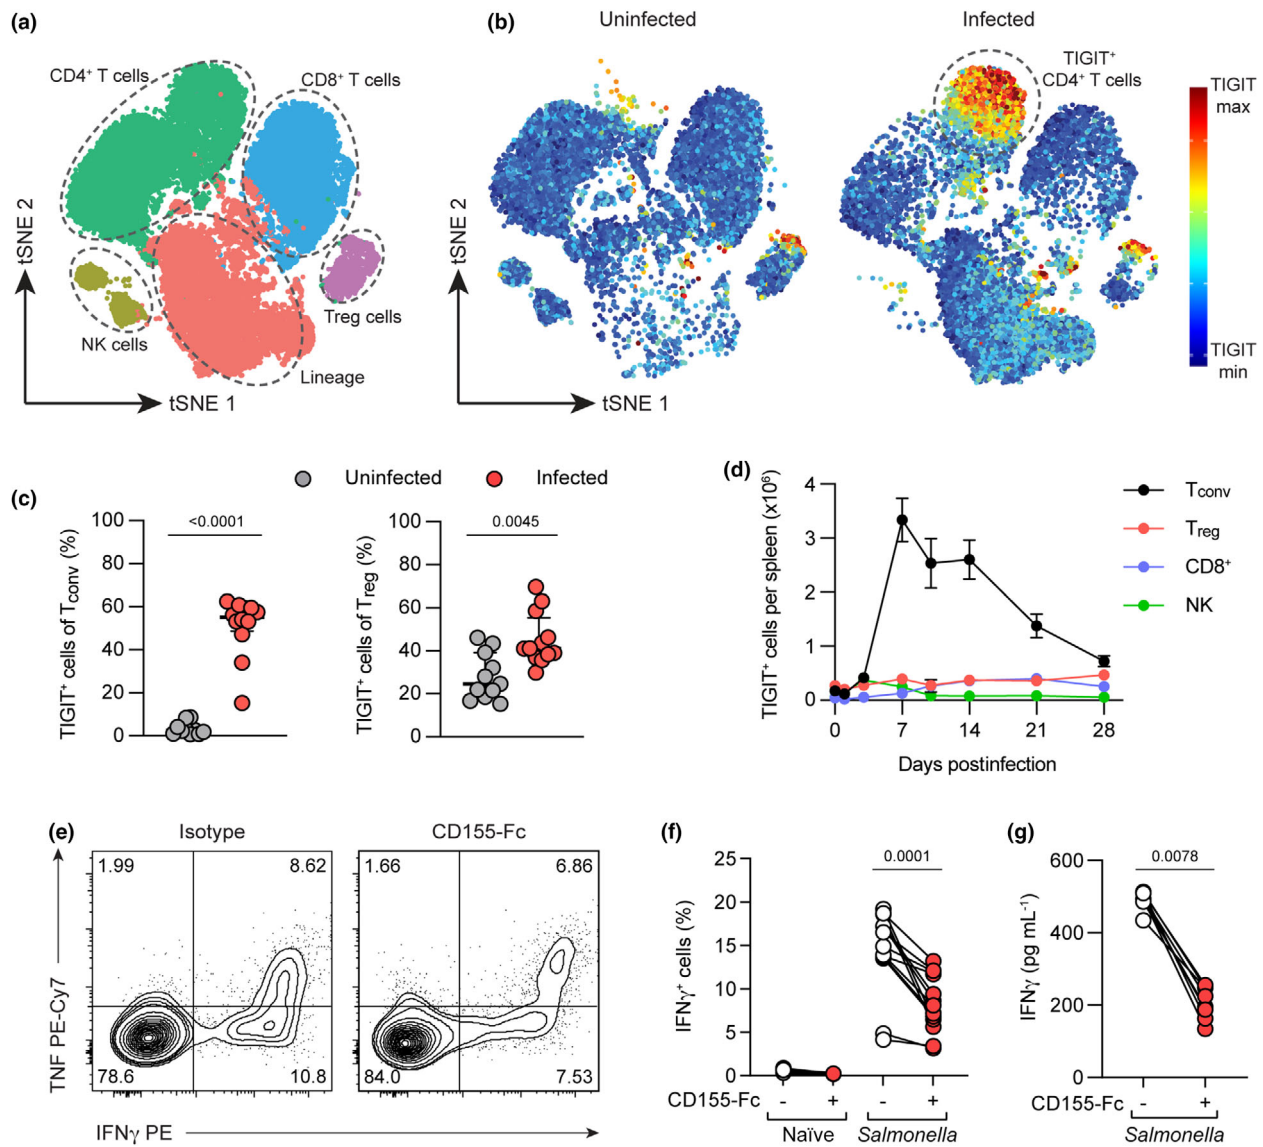 (a)
CD4⁺ T cells
CD8⁺ T cells
Treg cells
NK cells
Lineage
tSNE 2
tSNE 1
(b)
Uninfected
Infected
TIGIT⁺
CD4⁺ T cells
TIGIT
max
TIGIT
min
tSNE 2
tSNE 1
Uninfected
Infected
(c)
TIGIT⁺ cells of Tconv (%)
100
80
60
40
20
0
<0.0001
TIGIT⁺ cells of Treg (%)
100
80
60
40
20
0
0.0045
(d)
TIGIT⁺ cells per spleen (x10⁶)
4
3
2
1
0
0 7 14 21 28
Days postinfection
Tconv
Treg
CD8⁺
NK
(e)
Isotype
CD155-Fc
1.99 8.62
78.6 10.8
1.66 6.86
84.0 7.53
TNF PE-Cy7
IFNγ PE
(f)
IFNγ⁺ cells (%)
25
20
15
10
5
0
0.0001
CD155-Fc - + - +
Naïve Salmonella
(g)
IFNγ (pg mL⁻¹)
600
400
200
0
0.0078
CD155-Fc - +
Salmonella